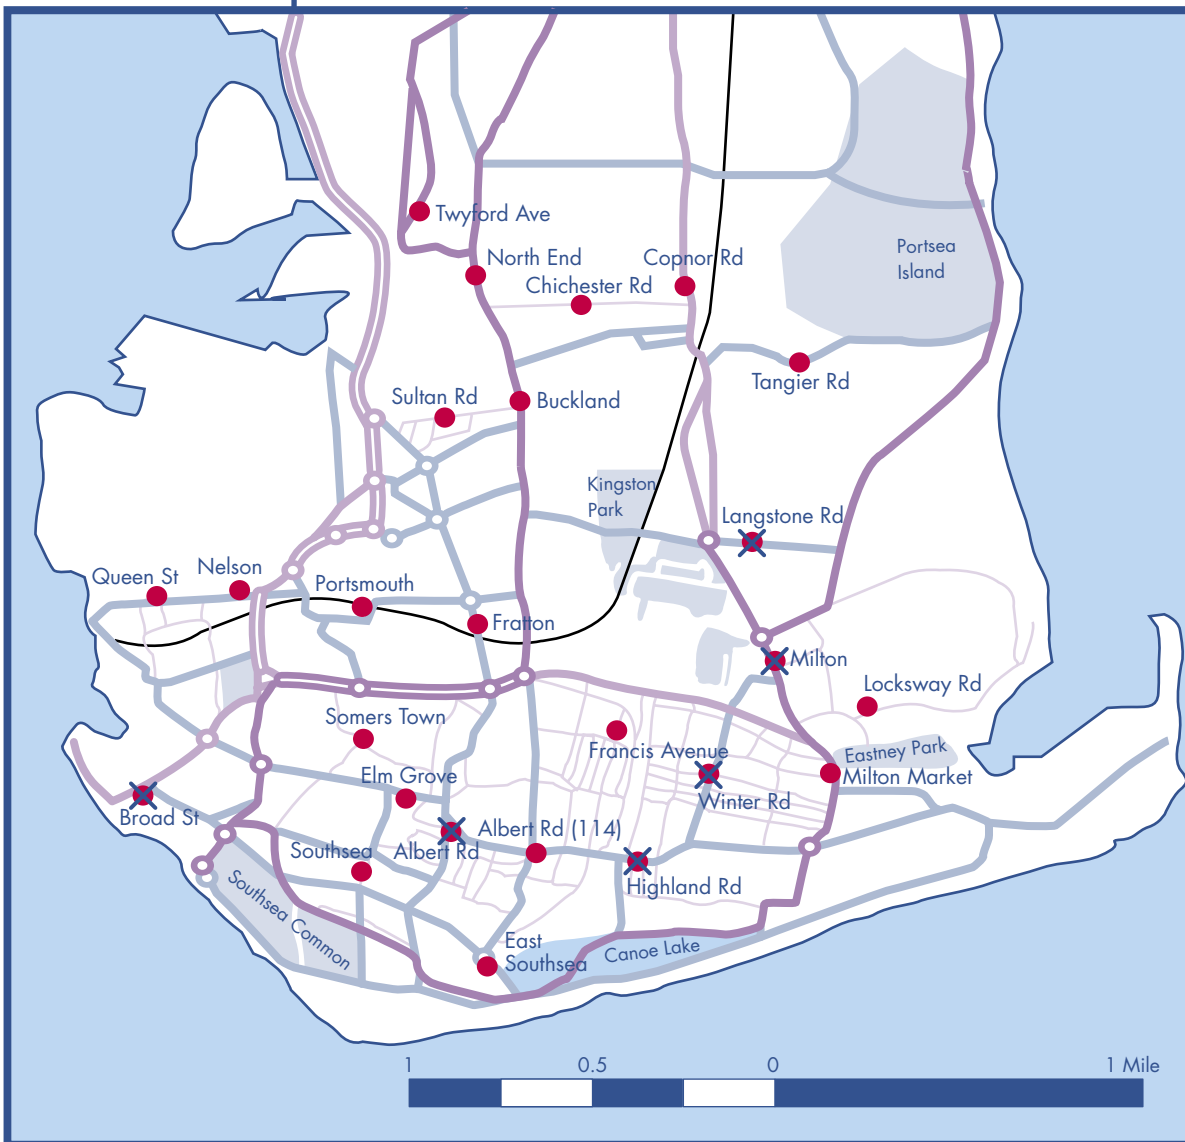 Twyford Ave
North End
Copnor Rd
Chichester Rd
Portsea
Island
Tangier Rd
Sultan Rd
Buckland
Kingston
Park
Langstone Rd
Queen St
Nelson
Portsmouth
Fratton
Milton
Locksway Rd
Somers Town
Francis Avenue
Eastney Park
Elm Grove
Milton Market
Winter Rd
Broad St
Albert Rd (114)
Southsea
Albert Rd
Highland Rd
Southsea Common
East
Southsea
Canoe Lake
1 0.5 0 1 Mile